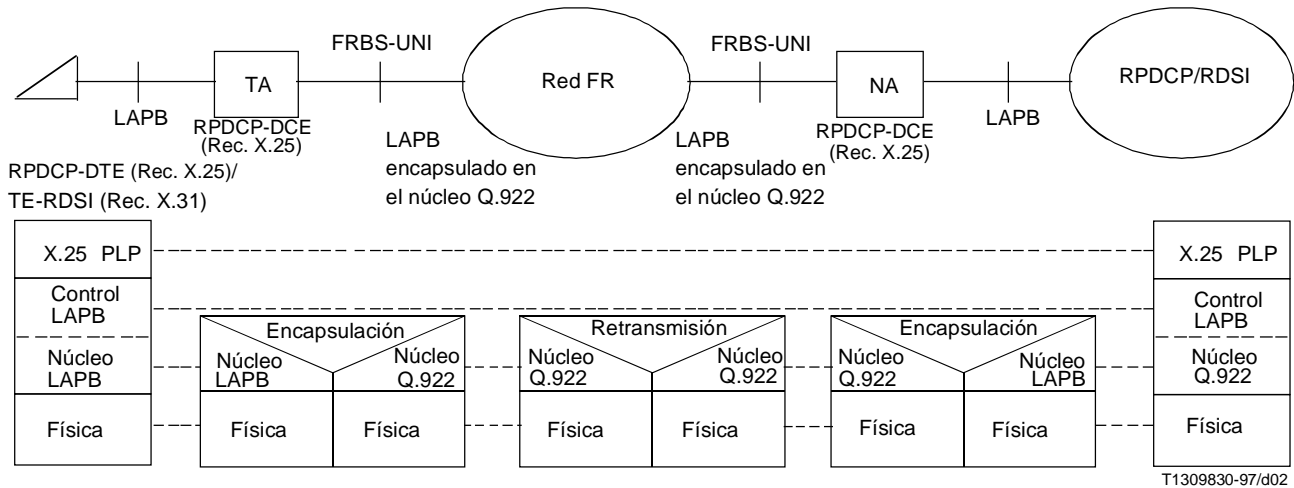 FRBS-UNI
FRBS-UNI
TA
Red FR
NA
RPDCP/RDSI
LAPB
RPDCP-DCE
(Rec. X.25)
LAPB
encapsulado en
el núcleo Q.922
LAPB
encapsulado en
el núcleo Q.922
RPDCP-DCE
(Rec. X.25)
LAPB
RPDCP-DTE (Rec. X.25)/
TE-RDSI (Rec. X.31)
X.25 PLP
X.25 PLP
Control
LAPB
Control
LAPB
Encapsulación
Retransmisión
Encapsulación
Núcleo
LAPB
Núcleo
LAPB
Núcleo
Q.922
Núcleo
Q.922
Núcleo
Q.922
Núcleo
Q.922
Núcleo
LAPB
Núcleo
Q.922
Física
Física
Física
Física
Física
Física
Física
Física
T1309830-97/d02